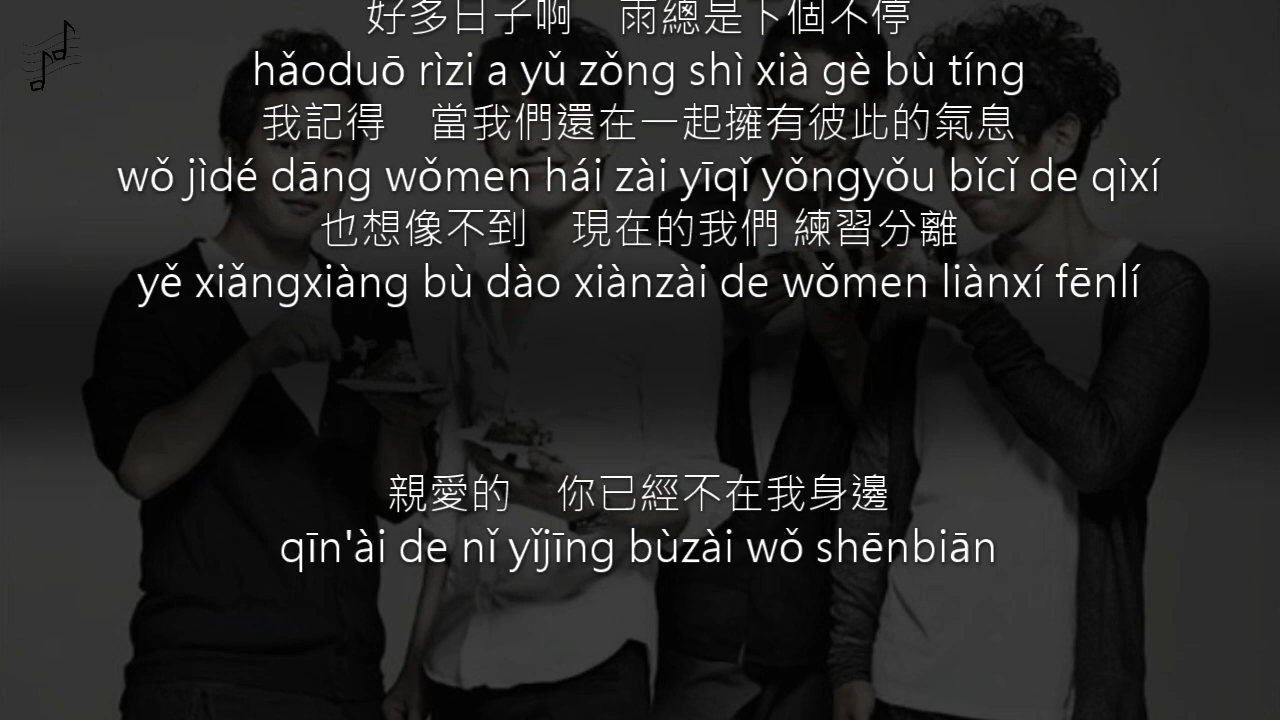 好多日子啊　雨總是下個不停
hǎoduō rìzi a yǔ zǒng shì xià gè bù tíng
我記得　當我們還在一起擁有彼此的氣息
wǒ jìdé dāng wǒmen hái zài yīqǐ yǒngyǒu bǐcǐ de qìxí
也想像不到　現在的我們 練習分離
yě xiǎngxiàng bù dào xiànzài de wǒmen liànxí fēnlí
親愛的　你已經不在我身邊
qīn'ài de nǐ yǐjīng bùzài wǒ shēnbiān